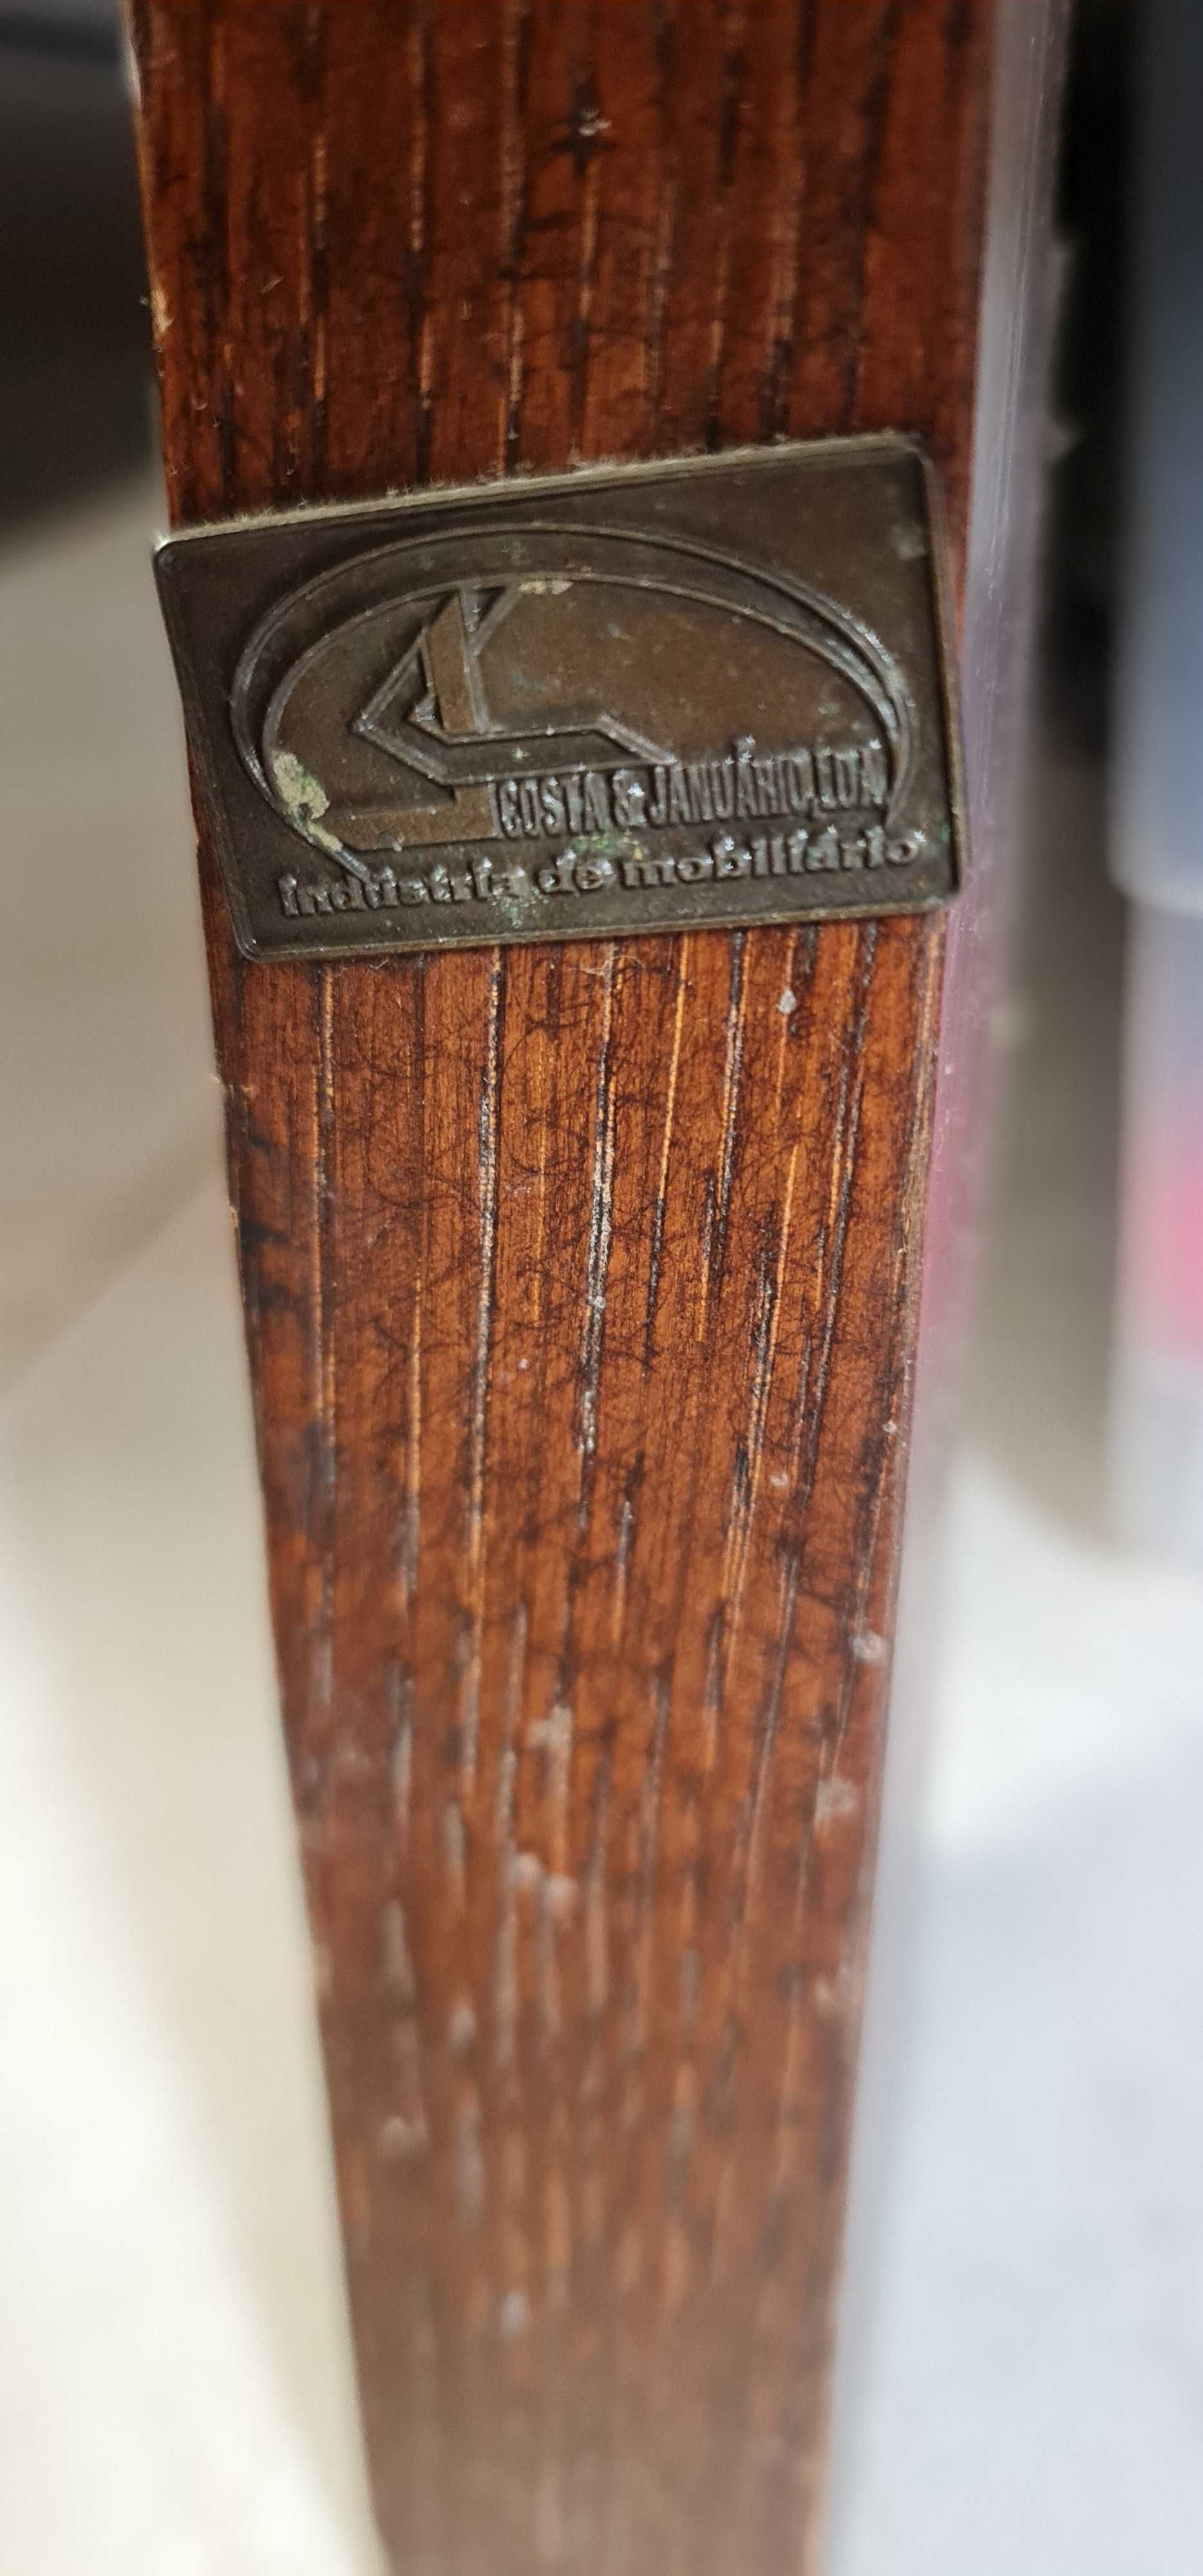 COSTA & JANUÁRIO, LDA
indústria de mobiliário